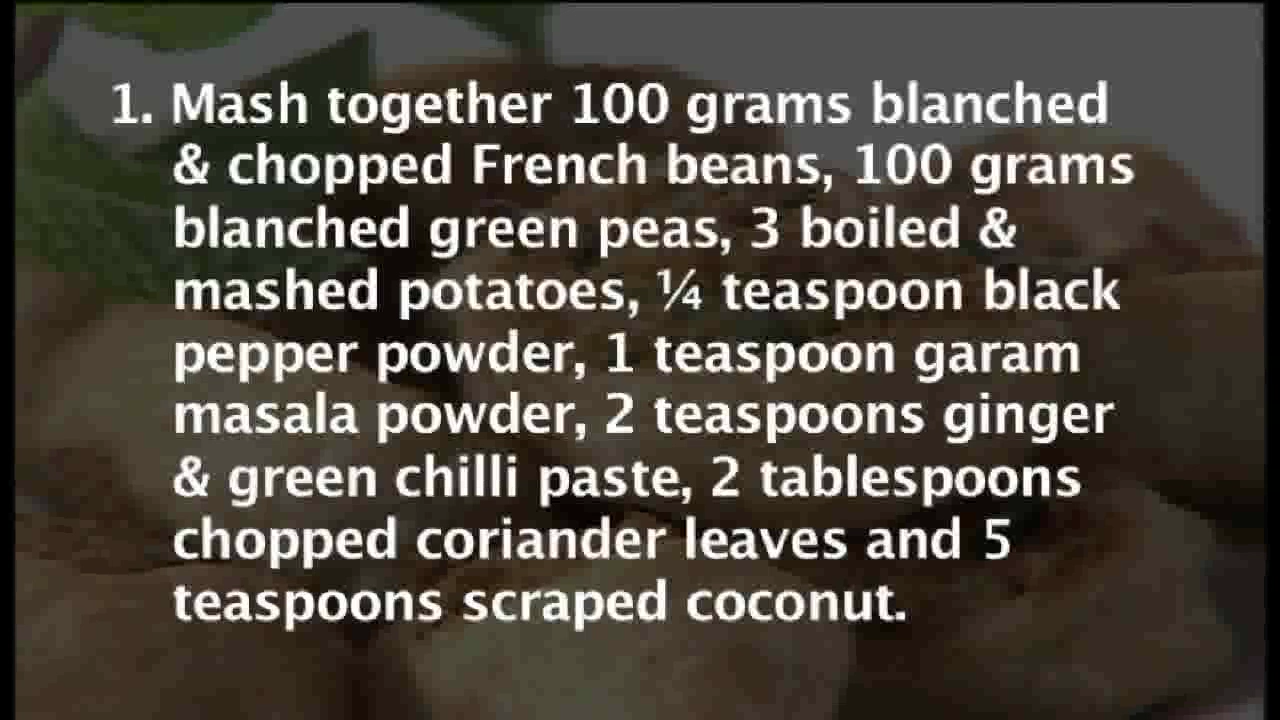 1. Mash together 100 grams blanched
& chopped French beans, 100 grams
blanched green peas, 3 boiled &
mashed potatoes, ¼ teaspoon black
pepper powder, 1 teaspoon garam
masala powder, 2 teaspoons ginger
& green chilli paste, 2 tablespoons
chopped coriander leaves and 5
teaspoons scraped coconut.